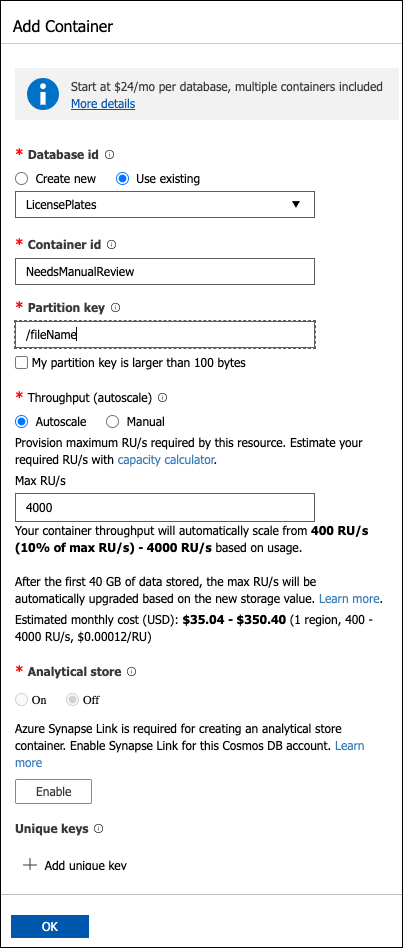 Add Container
Start at $24/mo per database, multiple containers included
More details
* Database id
Create new Use existing
LicensePlates
* Container id
NeedsManualReview
* Partition key
/fileName
My partition key is larger than 100 bytes
* Throughput (autoscale)
Autoscale Manual
Provision maximum RU/s required by this resource. Estimate your
required RU/s with capacity calculator.
Max RU/s
4000
Your container throughput will automatically scale from 400 RU/s
(10% of max RU/s) - 4000 RU/s based on usage.
After the first 40 GB of data stored, the max RU/s will be
automatically upgraded based on the new storage value. Learn more.
Estimated monthly cost (USD): $35.04 - $350.40 (1 region, 400 -
4000 RU/s, $0.00012/RU)
* Analytical store
On Off
Azure Synapse Link is required for creating an analytical store
container. Enable Synapse Link for this Cosmos DB account. Learn
more
Enable
Unique keys
Add unique key
OK